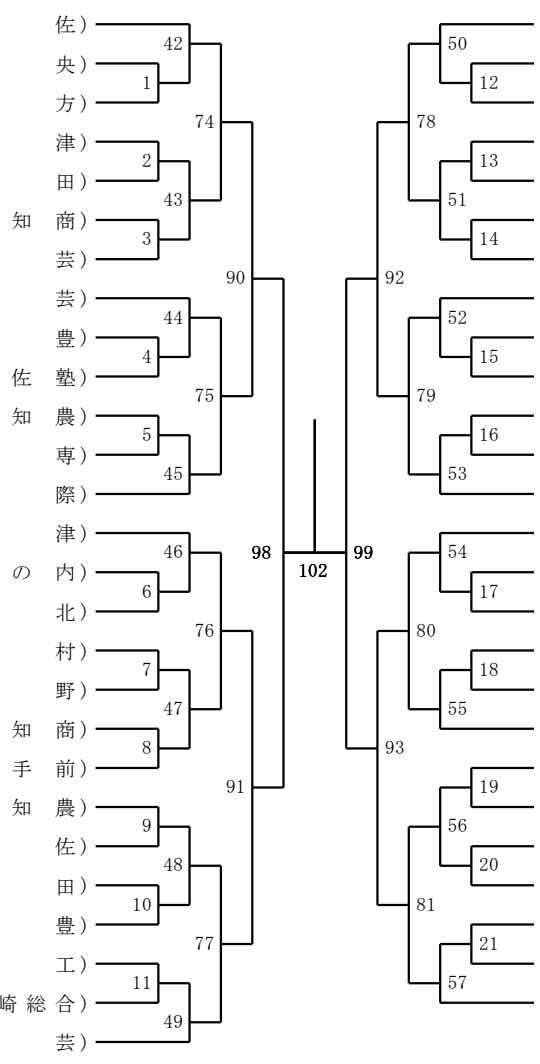 佐）
42
50
央）
1
12
方）
74
78
津）
2
13
田）
43
51
知 商）
3
14
芸）
90
92
芸）
44
52
豊）
4
15
佐 塾）
75
79
知 農）
5
16
専）
45
53
際）
津）
46
98
99
54
の 内）
6
102
17
北）
76
80
村）
7
18
野）
47
55
知 商）
8
93
手 前）
91
19
知 農）
9
56
佐）
48
20
田）
10
81
豊）
77
21
工）
11
57
崎 総 合）
49
芸）